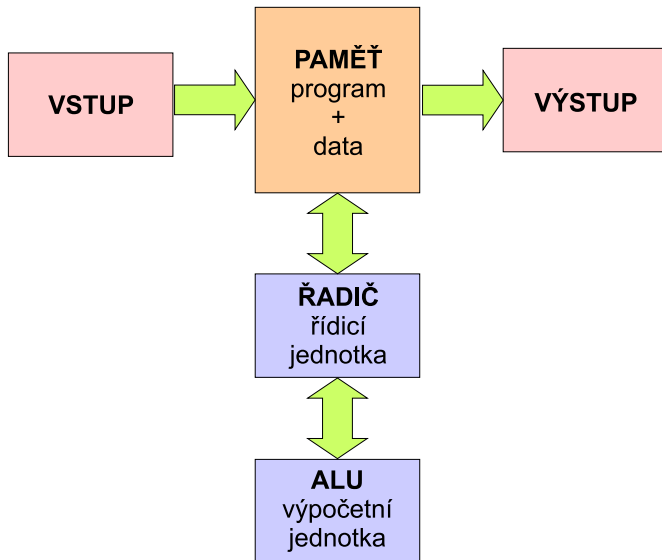 VSTUP
PAMĚŤ
program
+
data
VÝSTUP
ŘADIČ
řídicí
jednotka
ALU
výpočetní
jednotka